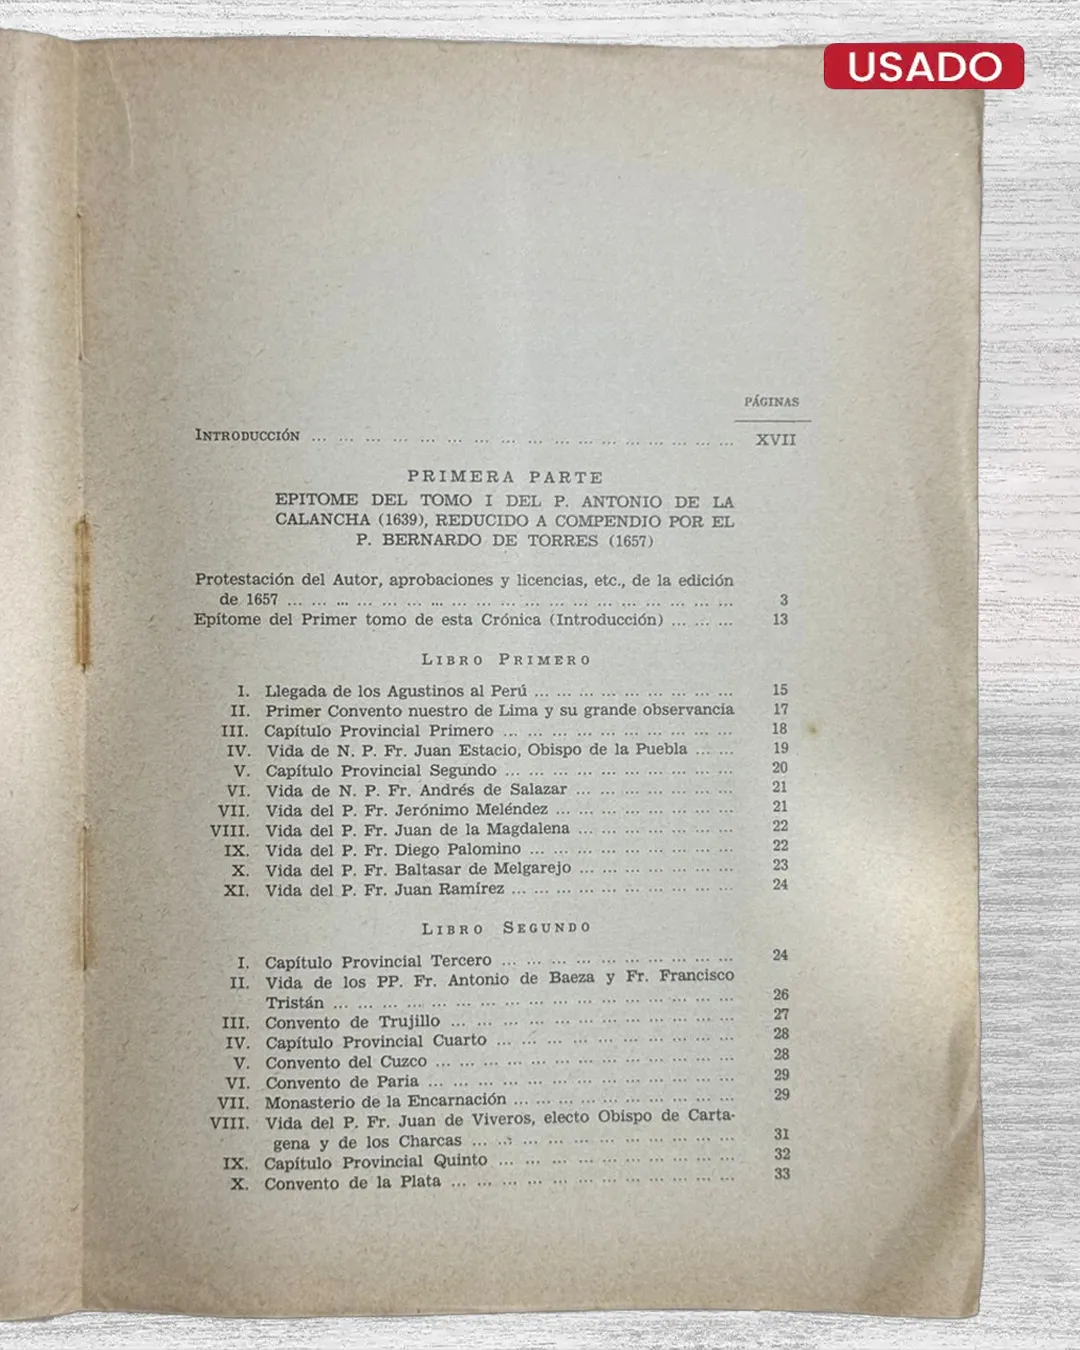 USADO
PÁGINAS
INTRODUCCIÓN ... ... ... ... ... ... ... ... ... ... ... ... ... ... ... ... XVII
PRIMERA PARTE
EPITOME DEL TOMO I DEL P. ANTONIO DE LA
CALANCHA (1639), REDUCIDO A COMPENDIO POR EL
P. BERNARDO DE TORRES (1657)
Protestación del Autor, aprobaciones y licencias, etc., de la edición
de 1657 ... ... ... ... ... ... ... ... ... ... ... ... ... ... ... ... ... ... ... 3
Epítome del Primer tomo de esta Crónica (Introducción) ... ... ... 13
LIBRO PRIMERO
I. Llegada de los Agustinos al Perú ... ... ... ... ... ... ... ... ... 15
II. Primer Convento nuestro de Lima y su grande observancia 17
III. Capítulo Provincial Primero ... ... ... ... ... ... ... ... ... ... 18
IV. Vida de N. P. Fr. Juan Estacio, Obispo de la Puebla ... ... 19
V. Capítulo Provincial Segundo ... ... ... ... ... ... ... ... ... ... 20
VI. Vida de N. P. Fr. Andrés de Salazar ... ... ... ... ... ... ... 21
VII. Vida del P. Fr. Jerónimo Meléndez ... ... ... ... ... ... ... ... 21
VIII. Vida del P. Fr. Juan de la Magdalena ... ... ... ... ... ... ... 22
IX. Vida del P. Fr. Diego Palomino ... ... ... ... ... ... ... ... ... 22
X. Vida del P. Fr. Baltasar de Melgarejo ... ... ... ... ... ... ... 23
XI. Vida del P. Fr. Juan Ramírez ... ... ... ... ... ... ... ... ... ... 24
LIBRO SEGUNDO
I. Capítulo Provincial Tercero ... ... ... ... ... ... ... ... ... ... 24
II. Vida de los PP. Fr. Antonio de Baeza y Fr. Francisco
Tristán ... ... ... ... ... ... ... ... ... ... ... ... ... ... ... ... 26
III. Convento de Trujillo ... ... ... ... ... ... ... ... ... ... ... ... 27
IV. Capítulo Provincial Cuarto ... ... ... ... ... ... ... ... ... ... 28
V. Convento del Cuzco ... ... ... ... ... ... ... ... ... ... ... ... 28
VI. Convento de Paria ... ... ... ... ... ... ... ... ... ... ... ... 29
VII. Monasterio de la Encarnación ... ... ... ... ... ... ... ... ... 29
VIII. Vida del P. Fr. Juan de Viveros, electo Obispo de Carta-
gena y de los Charcas ... ... ... ... ... ... ... ... ... ... ... 31
IX. Capítulo Provincial Quinto ... ... ... ... ... ... ... ... ... ... 32
X. Convento de la Plata ... ... ... ... ... ... ... ... ... ... ... ... 33